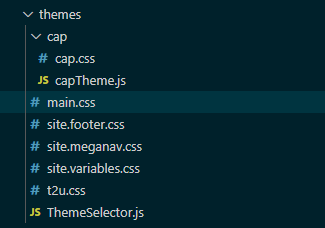 themes
cap
# cap.css
JS capTheme.js
# main.css
# site.footer.css
# site.meganav.css
# site.variables.css
# t2u.css
JS ThemeSelector.js